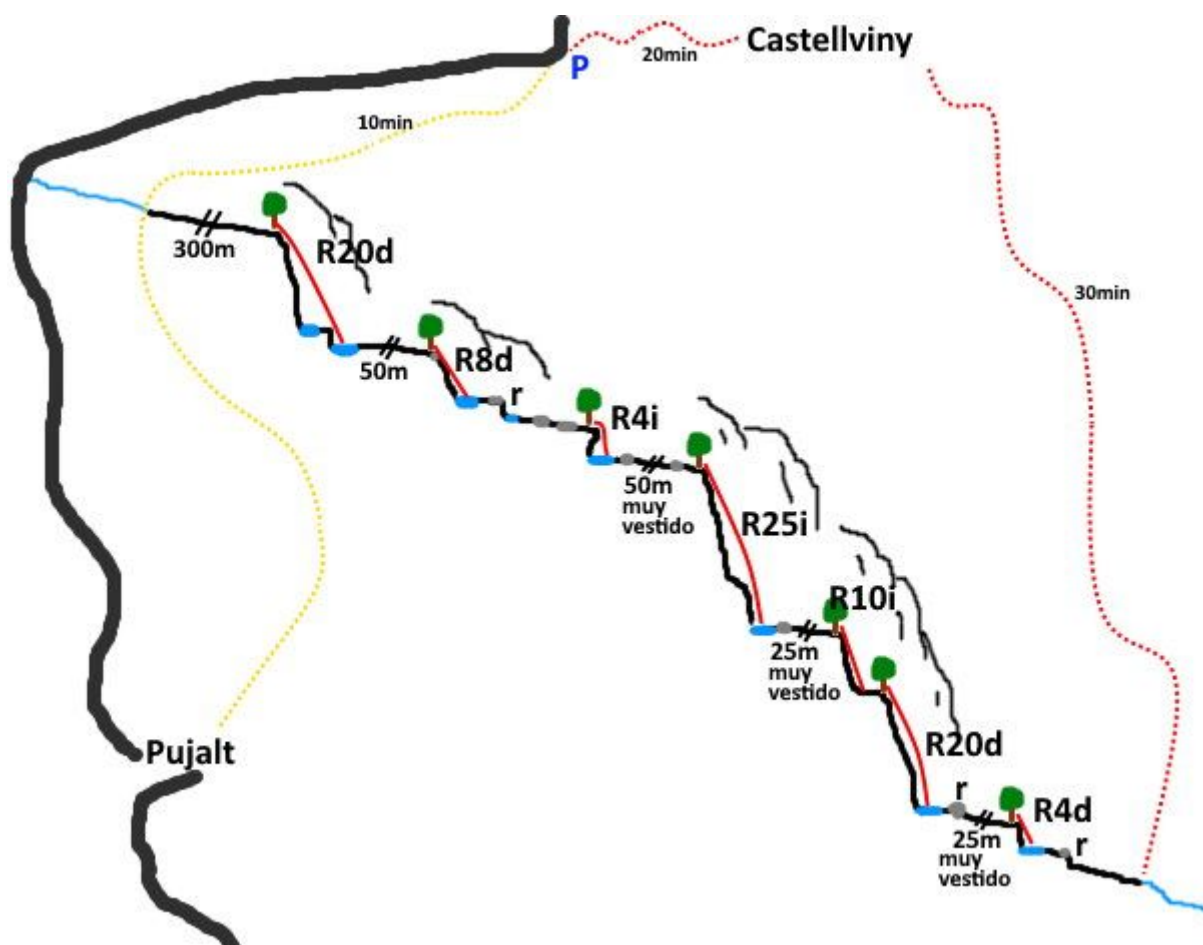 Castellviny
20min
P
10min
300m
R20d
30min
50m
R8d
r
R4i
50m
muy
vestido
R25i
R10i
25m
muy
vestido
R20d
Pujalt
r
R4d
25m
muy
vestido
r